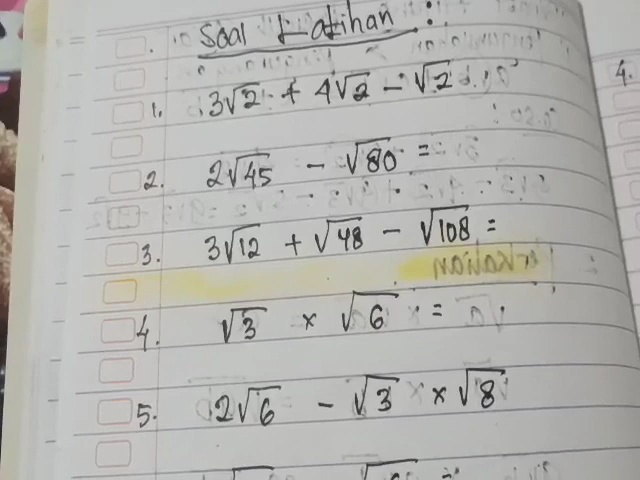 Soal Latihan :
1. 3√2 + 4√2 - √2
2. 2√45 - √80 =
3. 3√12 + √48 - √108 =
4. √3 × √6 =
5. 2√6 - √3 × √8
4.